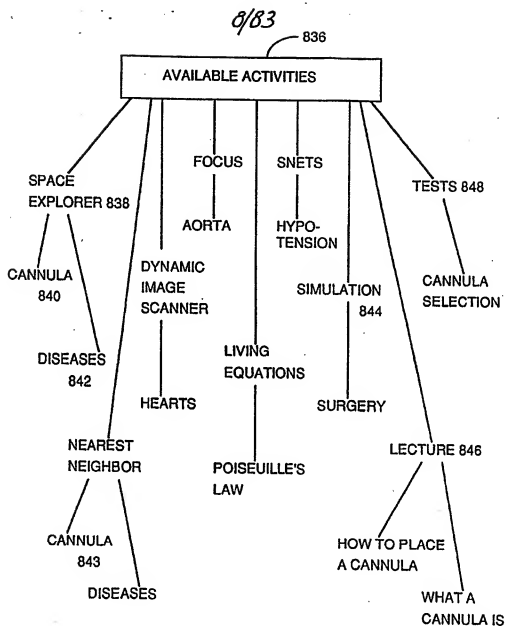 8/83
836
AVAILABLE ACTIVITIES
FOCUS
SNETS
SPACE
EXPLORER 838
TESTS 848
AORTA
HYPO-
TENSION
CANNULA
840
DYNAMIC
IMAGE
SCANNER
SIMULATION
844
CANNULA
SELECTION
DISEASES
842
LIVING
EQUATIONS
HEARTS
SURGERY
NEAREST
NEIGHBOR
LECTURE 846
POISEUILLE'S
LAW
CANNULA
843
HOW TO PLACE
A CANNULA
DISEASES
WHAT A
CANNULA IS